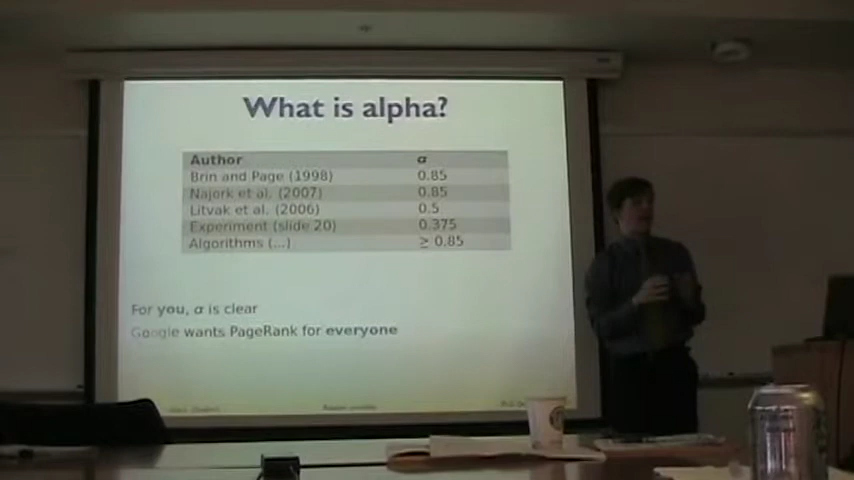 What is alpha?
Author α
Brin and Page (1998) 0.85
Najork et al. (2007) 0.85
Litvak et al. (2006) 0.5
Experiment (slide 20) 0.375
Algorithms (...) ≥ 0.85
For you, α is clear
Google wants PageRank for everyone